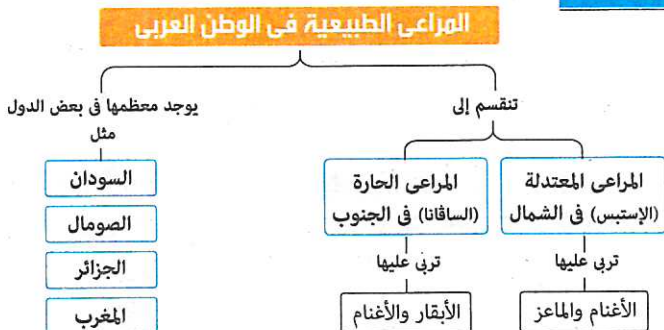 المراعى الطبيعية فى الوطن العربى
تنقسم إلى
المراعى المعتدلة
(الإستبس) فى الشمال
تربى عليها
الأغنام والماعز
المراعى الحارة
(الساڤانا) فى الجنوب
تربى عليها
الأبقار والأغنام
يوجد معظمها فى بعض الدول
مثل
السودان
الصومال
الجزائر
المغرب